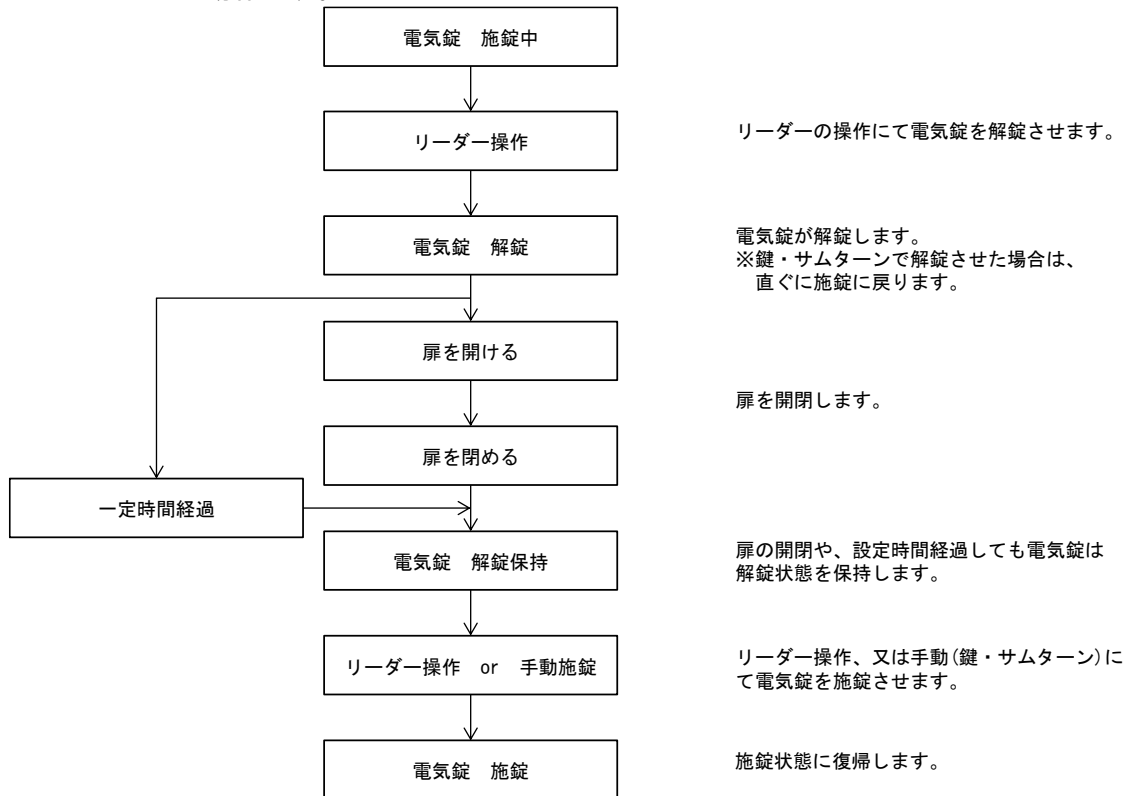 電気錠　施錠中
リーダー操作
リーダーの操作にて電気錠を解錠させます。
電気錠　解錠
電気錠が解錠します。
※鍵・サムターンで解錠させた場合は、
直ぐに施錠に戻ります。
扉を開ける
扉を開閉します。
扉を閉める
一定時間経過
電気錠　解錠保持
扉の開閉や、設定時間経過しても電気錠は
解錠状態を保持します。
リーダー操作　or　手動施錠
リーダー操作、又は手動(鍵・サムターン)に
て電気錠を施錠させます。
電気錠　施錠
施錠状態に復帰します。